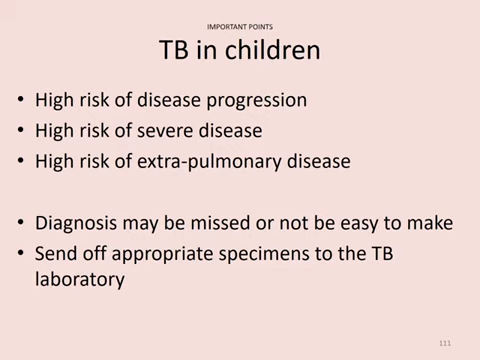 IMPORTANT POINTS
TB in children
• High risk of disease progression
• High risk of severe disease
• High risk of extra-pulmonary disease
• Diagnosis may be missed or not be easy to make
• Send off appropriate specimens to the TB
laboratory
111